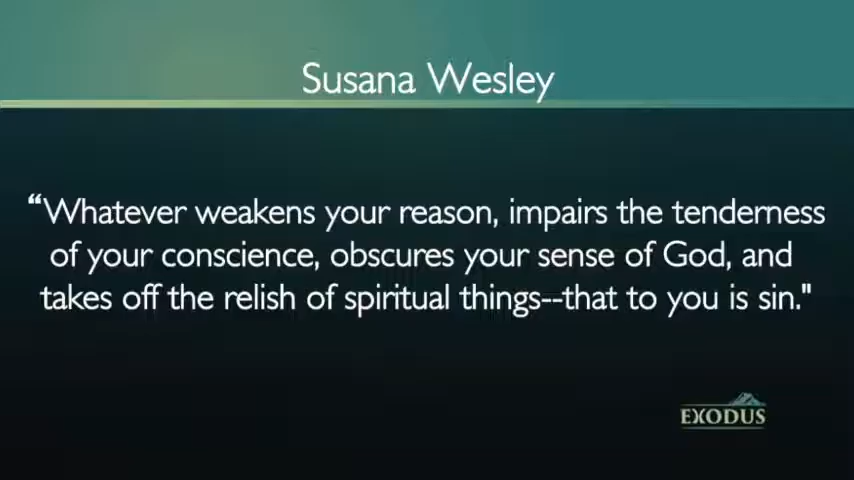 Susana Wesley
“Whatever weakens your reason, impairs the tenderness
of your conscience, obscures your sense of God, and
takes off the relish of spiritual things--that to you is sin."
EXODUS